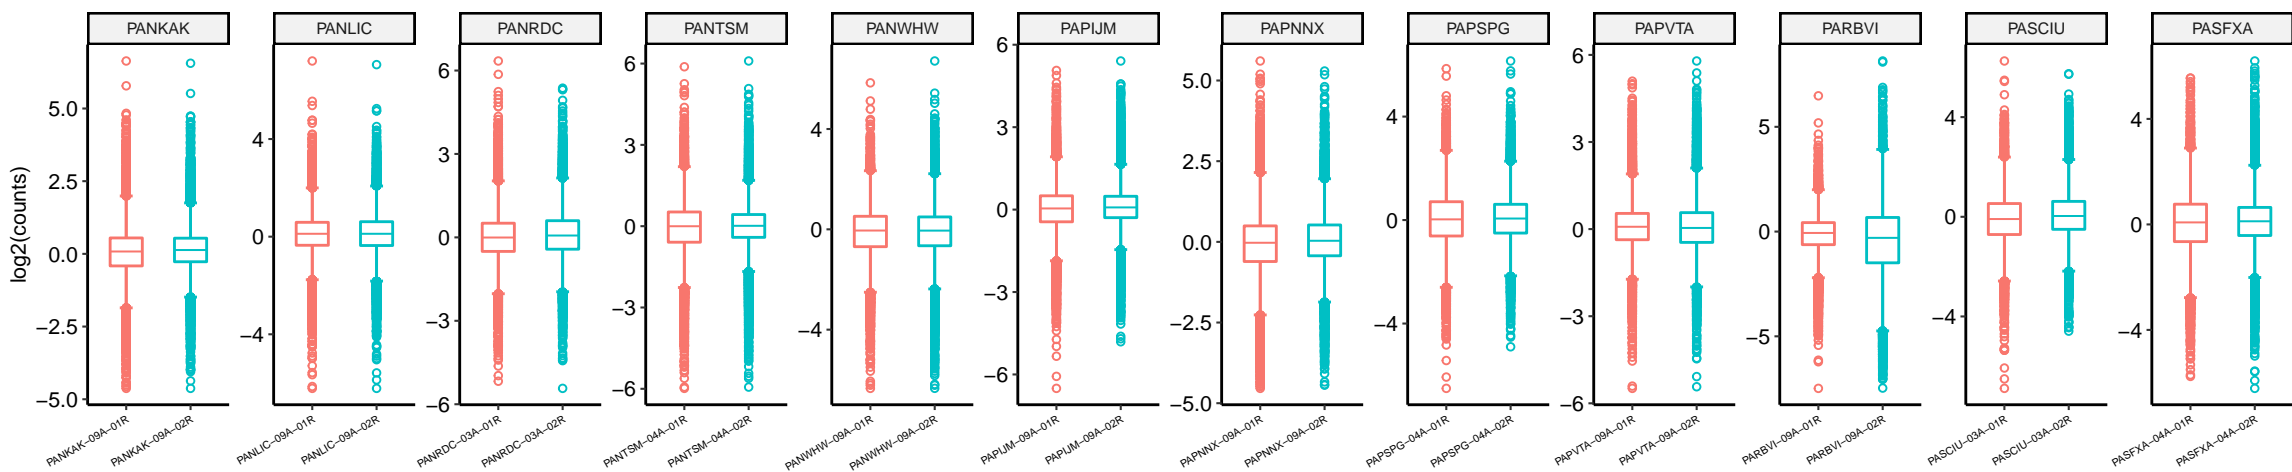 PANKAK PANLIC PANRDC PANTSM PANWHW PAPIJM PAPNNX PAPSPG PAPVTA PARBVI PASCIU PASFXA
log2(counts)
5.0 2.5 0.0 −2.5 −5.0
4 0 −4
6 3 0 −3 −6
6 3 0 −3 −6
4 0 −4
6 3 0 −3 −6
5.0 2.5 0.0 −2.5 −5.0
4 0 −4
6 3 0 −3 −6
5 0 −5
4 0 −4
4 0 −4
PANKAK−09A−01R PANKAK−09A−02R PANLIC−09A−01R PANLIC−09A−02R PANRDC−03A−01R PANRDC−03A−02R PANTSM−04A−01R PANTSM−04A−02R PANWHW−09A−01R PANWHW−09A−02R PAPIJM−09A−01R PAPIJM−09A−02R PAPNNX−09A−01R PAPNNX−09A−02R PAPSPG−04A−01R PAPSPG−04A−02R PAPVTA−09A−01R PAPVTA−09A−02R PARBVI−09A−01R PARBVI−09A−02R PASCIU−03A−01R PASCIU−03A−02R PASFXA−04A−01R PASFXA−04A−02R